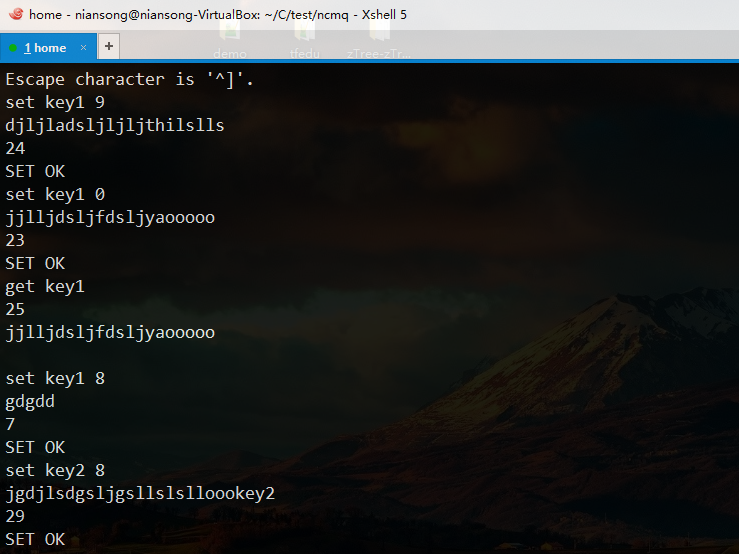 home - niansong@niansong-VirtualBox: ~/C/test/ncmq - Xshell 5
demo
tfedu
zTree-zTr...
1 home × +
Escape character is '^]'.
set key1 9
djljladsljljljthilslls
24
SET OK
set key1 0
jjlljdsljfdsljyaooooo
23
SET OK
get key1
25
jjlljdsljfdsljyaooooo
set key1 8
gdgdd
7
SET OK
set key2 8
jgdjlsdgsljgsllslslloookey2
29
SET OK